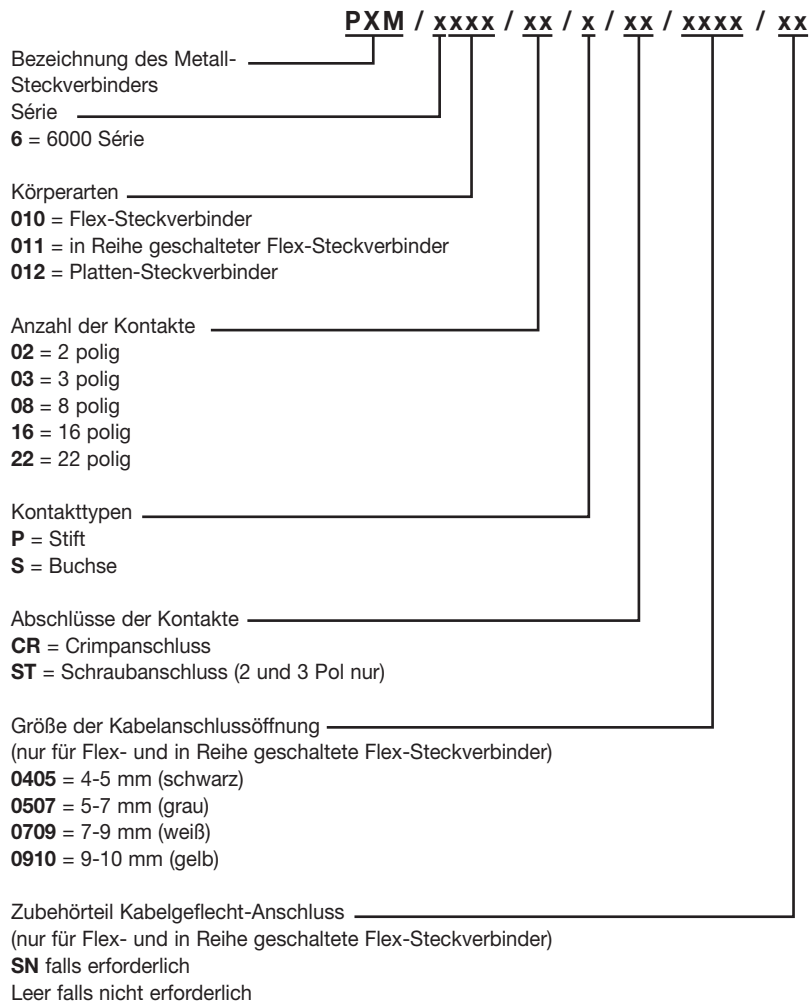 PXM / xxxx / xx / x / xx / xxxx / xx
Bezeichnung des Metall-
Steckverbinders
Série
6 = 6000 Série
Körperarten
010 = Flex-Steckverbinder
011 = in Reihe geschalteter Flex-Steckverbinder
012 = Platten-Steckverbinder
Anzahl der Kontakte
02 = 2 polig
03 = 3 polig
08 = 8 polig
16 = 16 polig
22 = 22 polig
Kontakttypen
P = Stift
S = Buchse
Abschlüsse der Kontakte
CR = Crimpanschluss
ST = Schraubanschluss (2 und 3 Pol nur)
Größe der Kabelanschlussöffnung
(nur für Flex- und in Reihe geschaltete Flex-Steckverbinder)
0405 = 4-5 mm (schwarz)
0507 = 5-7 mm (grau)
0709 = 7-9 mm (weiß)
0910 = 9-10 mm (gelb)
Zubehörteil Kabelgeflecht-Anschluss
(nur für Flex- und in Reihe geschaltete Flex-Steckverbinder)
SN falls erforderlich
Leer falls nicht erforderlich